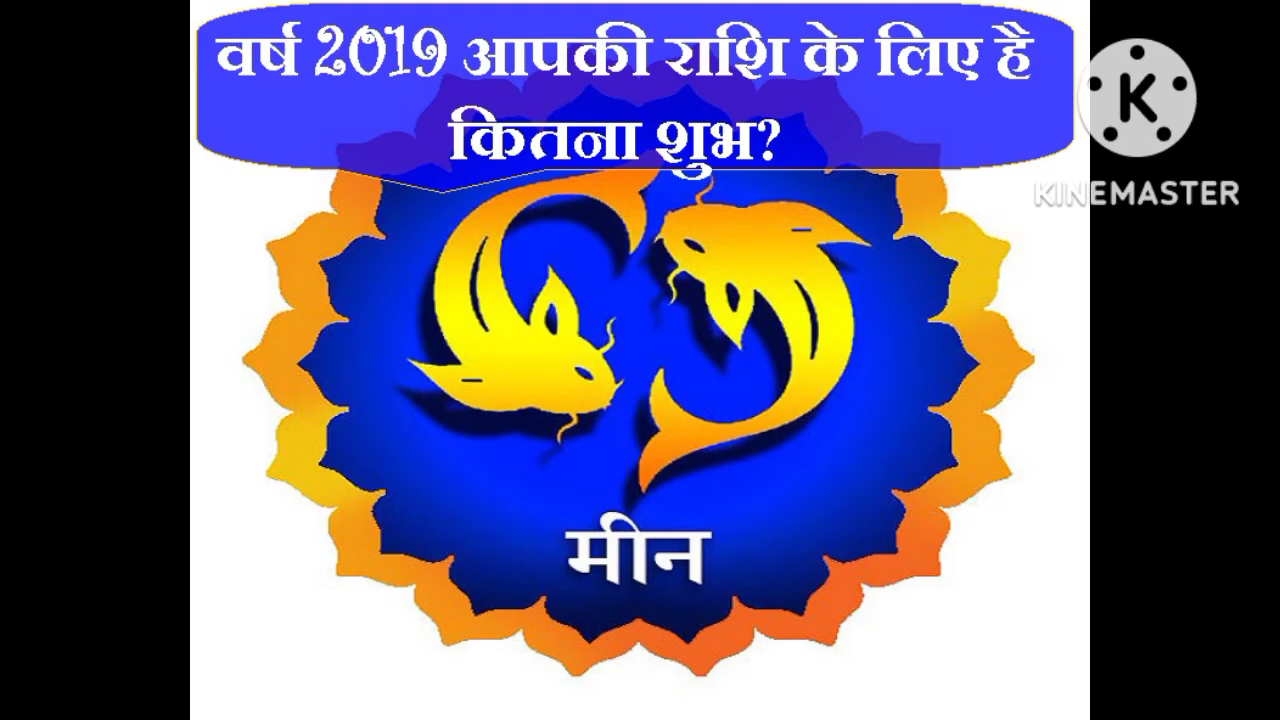 वर्ष 2019 आपकी राशि के लिए है
कितना शुभ?
K
KINEMASTER
मीन